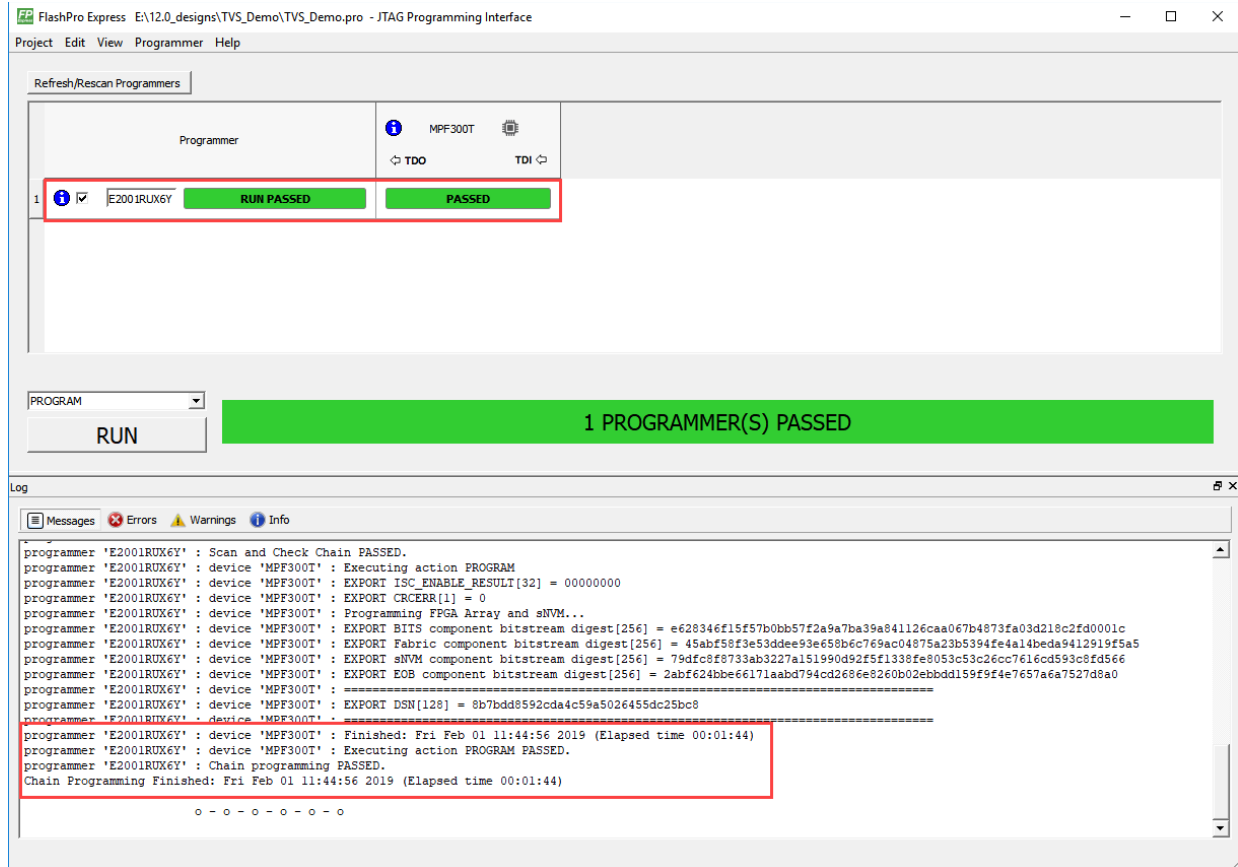 FlashPro Express E:\12.0_designs\TVS_Demo\TVS_Demo.pro - JTAG Programming Interface
Project Edit View Programmer Help
Refresh/Rescan Programmers
Programmer
MPF300T
TDO TDI
1 E2001RUX6Y RUN PASSED PASSED
PROGRAM
RUN
1 PROGRAMMER(S) PASSED
Log
Messages Errors Warnings Info
programmer 'E2001RUX6Y' : Scan and Check Chain PASSED.
programmer 'E2001RUX6Y' : device 'MPF300T' : Executing action PROGRAM
programmer 'E2001RUX6Y' : device 'MPF300T' : EXPORT ISC_ENABLE_RESULT[32] = 00000000
programmer 'E2001RUX6Y' : device 'MPF300T' : EXPORT CRCERR[1] = 0
programmer 'E2001RUX6Y' : device 'MPF300T' : Programming FPGA Array and sNVM...
programmer 'E2001RUX6Y' : device 'MPF300T' : EXPORT BITS component bitstream digest[256] = e628346f15f57b0bb57f2a9a7ba39a841126caa067b4873fa03d218c2fd0001c
programmer 'E2001RUX6Y' : device 'MPF300T' : EXPORT Fabric component bitstream digest[256] = 45abf58f3e53ddee93e658b6c769ac04875a23b5394fe4a14beda9412919f5a5
programmer 'E2001RUX6Y' : device 'MPF300T' : EXPORT sNVM component bitstream digest[256] = 79dfc8f8733ab3227a151990d92f5f1338fe8053c53c26cc7616cd593c8fd566
programmer 'E2001RUX6Y' : device 'MPF300T' : EXPORT EOB component bitstream digest[256] = 2abf624bbe66171aabd794cd2686e8260b02ebbdd159f9f4e7657a6a7527d8a0
programmer 'E2001RUX6Y' : device 'MPF300T' : ===================================================================================
programmer 'E2001RUX6Y' : device 'MPF300T' : EXPORT DSN[128] = 8b7bdd8592cda4c59a5026455dc25bc8
programmer 'E2001RUX6Y' : device 'MPF300T' : ===================================================================================
programmer 'E2001RUX6Y' : device 'MPF300T' : Finished: Fri Feb 01 11:44:56 2019 (Elapsed time 00:01:44)
programmer 'E2001RUX6Y' : device 'MPF300T' : Executing action PROGRAM PASSED.
programmer 'E2001RUX6Y' : Chain programming PASSED.
Chain Programming Finished: Fri Feb 01 11:44:56 2019 (Elapsed time 00:01:44)
o - o - o - o - o - o